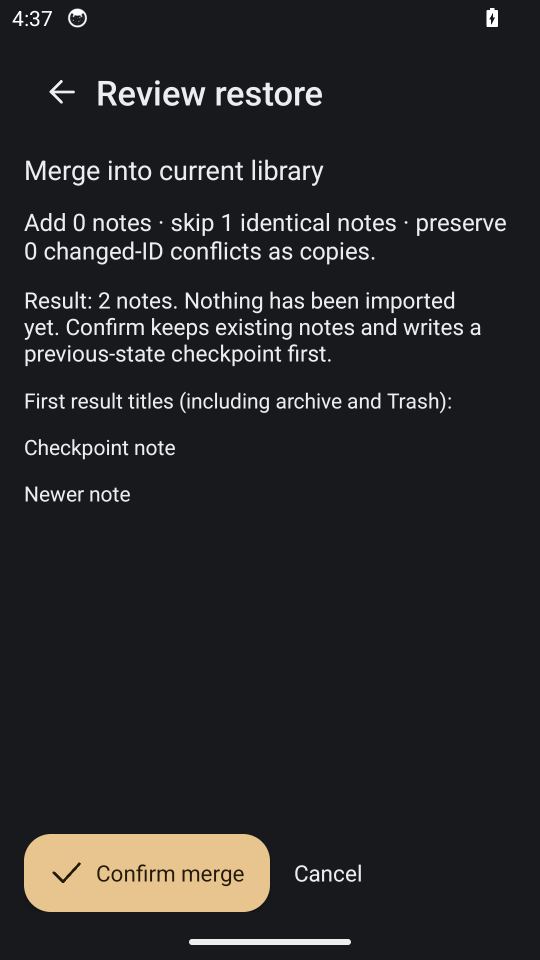 4:37
Review restore
Merge into current library
Add 0 notes · skip 1 identical notes · preserve
0 changed-ID conflicts as copies.
Result: 2 notes. Nothing has been imported
yet. Confirm keeps existing notes and writes a
previous-state checkpoint first.
First result titles (including archive and Trash):
Checkpoint note
Newer note
Confirm merge
Cancel